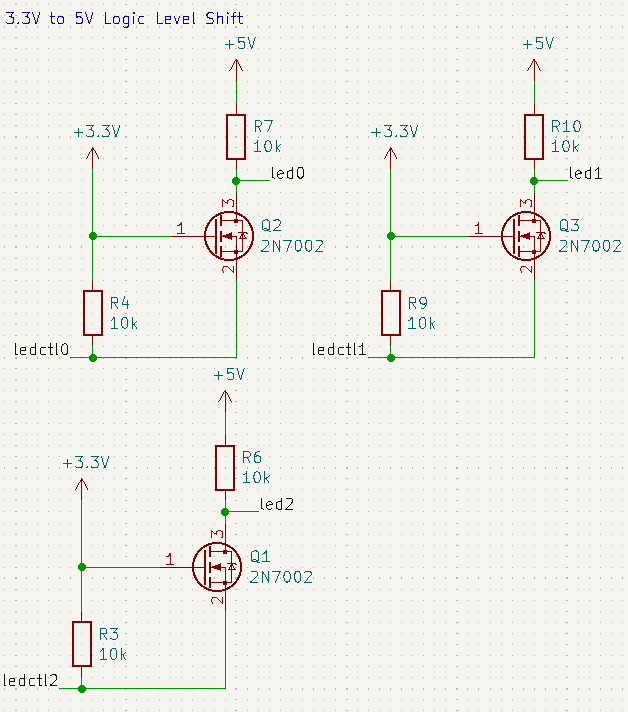 3.3V to 5V Logic Level Shift
+5V
+5V
R7
10k
R10
10k
+3.3V
+3.3V
led0
led1
3
3
1
Q2
2N7002
1
Q3
2N7002
2
2
R4
10k
R9
10k
ledctl0
ledctl1
+5V
R6
10k
+3.3V
led2
3
1
Q1
2N7002
2
R3
10k
ledctl2